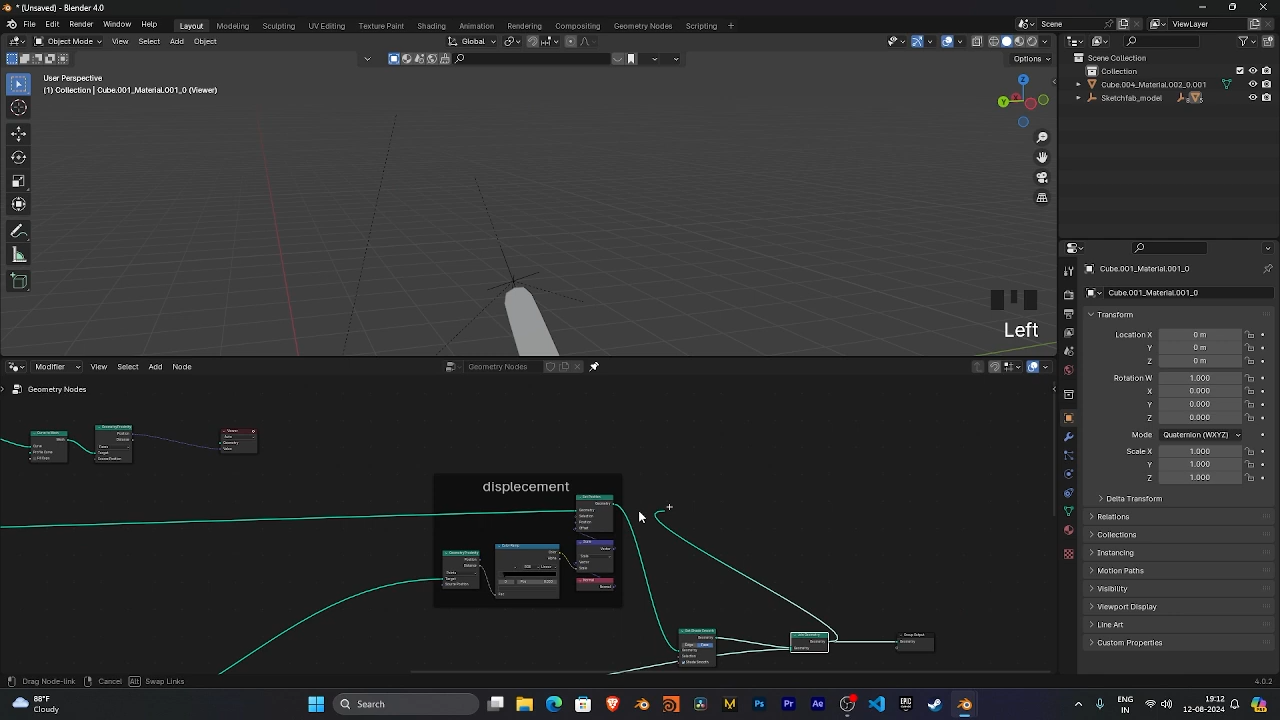 * (Unsaved) - Blender 4.0
File Edit Render Window Help Layout Modeling Sculpting UV Editing Texture Paint Shading Animation Rendering Compositing Geometry Nodes Scripting + Scene ViewLayer
Object Mode View Select Add Object Global
Options
User Perspective
(1) Collection | Cube.001_Material.001_0 (Viewer)
Z
Y
Scene Collection
Collection
Cube.004_Material.002_0.001
Sketchfab_model
Left
Cube.001_Material.001_0
Cube.001_Material.001_0
Transform
Location X 0 m
Y 0 m
Z 0 m
Rotation W 1.000
X 0.000
Y 0.000
Z 0.000
Mode Quaternion (WXYZ)
Scale X 1.000
Y 1.000
Z 1.000
Delta Transform
Relations
Collections
Instancing
Motion Paths
Visibility
Viewport Display
Line Art
Custom Properties
Modifier View Select Add Node Geometry Nodes
Geometry Nodes
displecement
Drag Node-link Cancel Alt Swap Links
4.0.2
88°F
Cloudy
Search
ENG
IN
19:12
12-08-2024